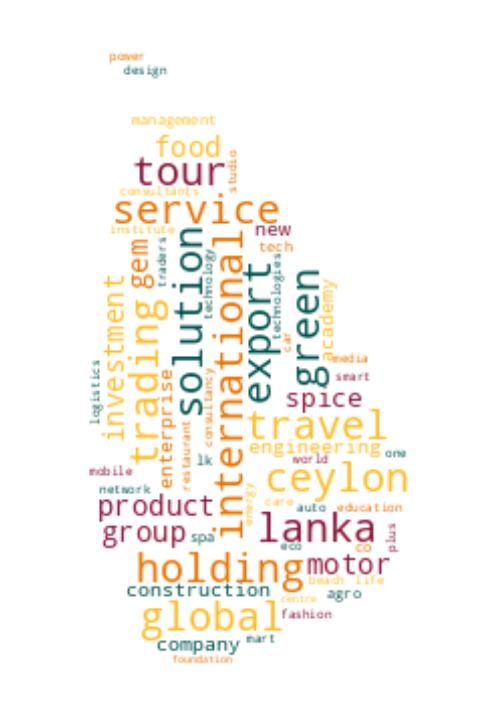 power
design
management
food
tour
studio
consultants
service
institute
new
tech
gem
traders
solution
technology
international
export
technologies
green
academy
car
investment
trading
media
smart
logistics
enterprise
consultancy
spice
restaurant
travel
engineering
one
lk
world
mobile
ceylon
network
energy
care
auto
education
product
group
spa
lanka
plus
eco
co
holding
motor
beach
life
construction
centre
agro
global
fashion
company
mart
foundation